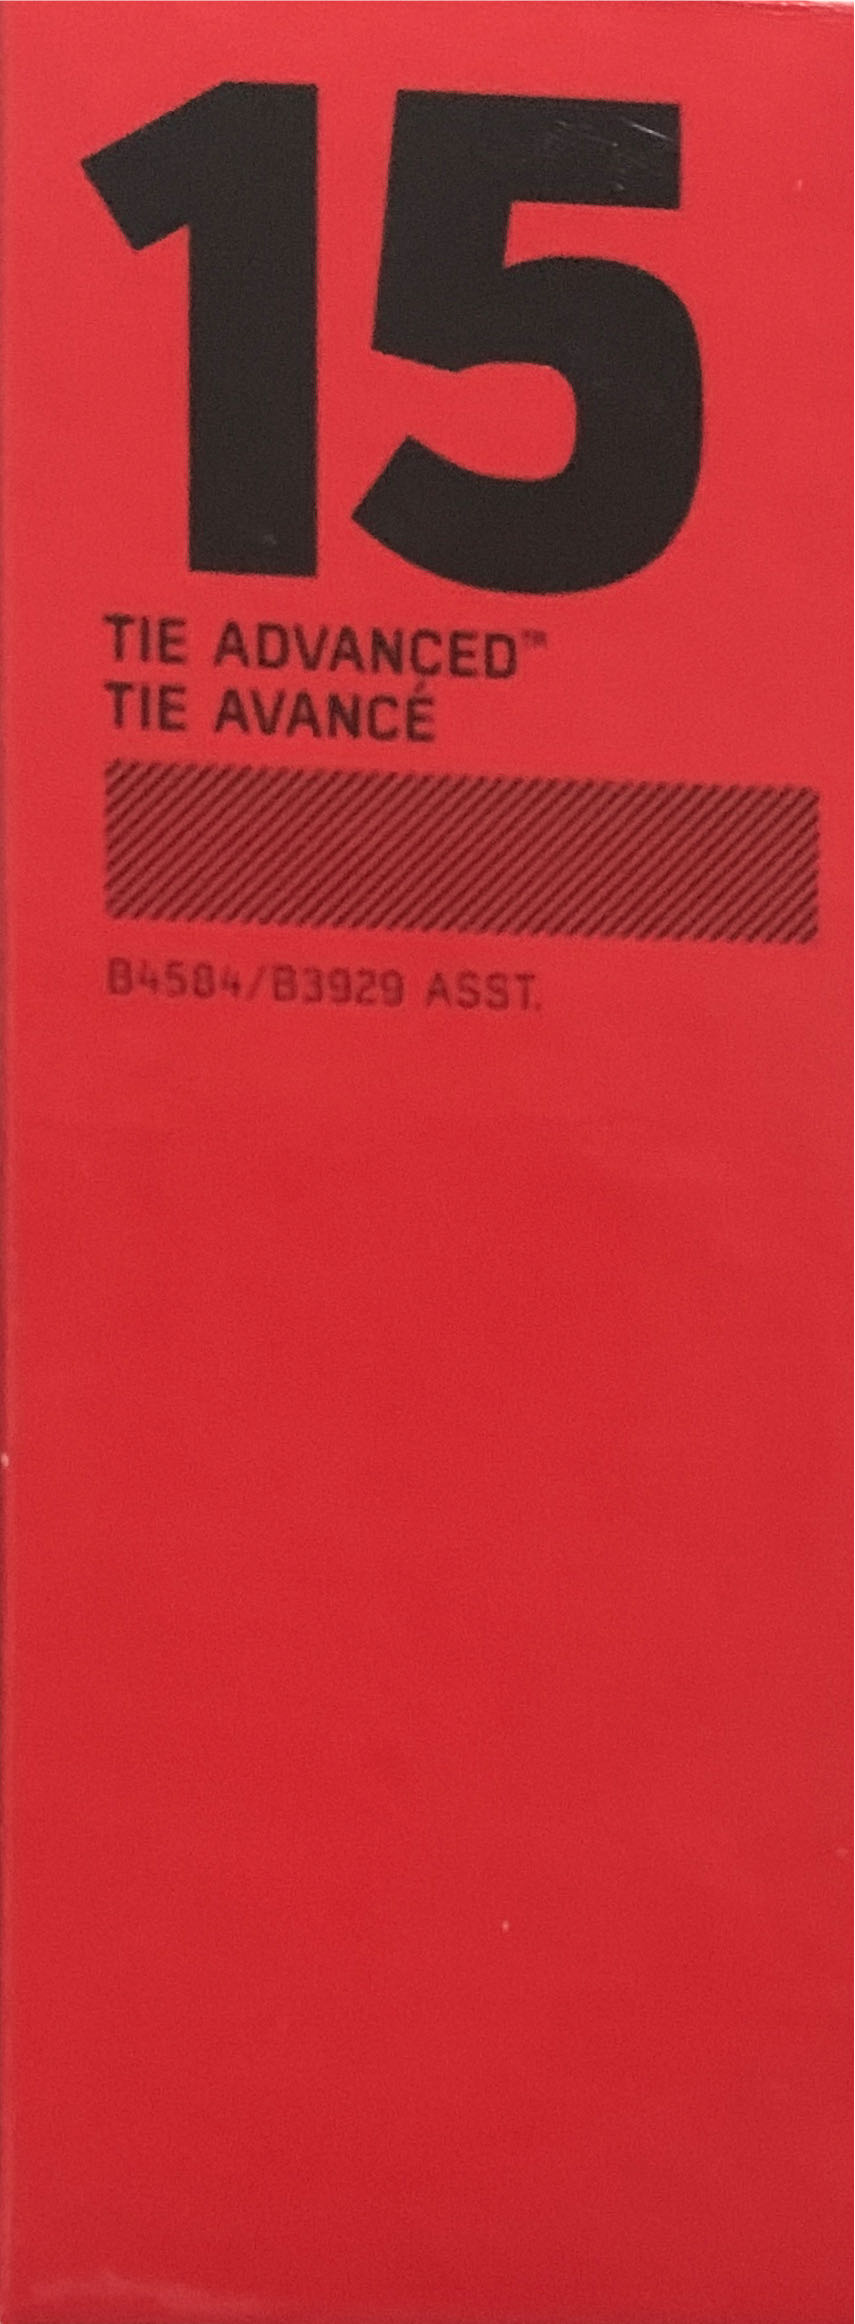 15
TIE ADVANCED™
TIE AVANCÉ
B4584/B3929 ASST.